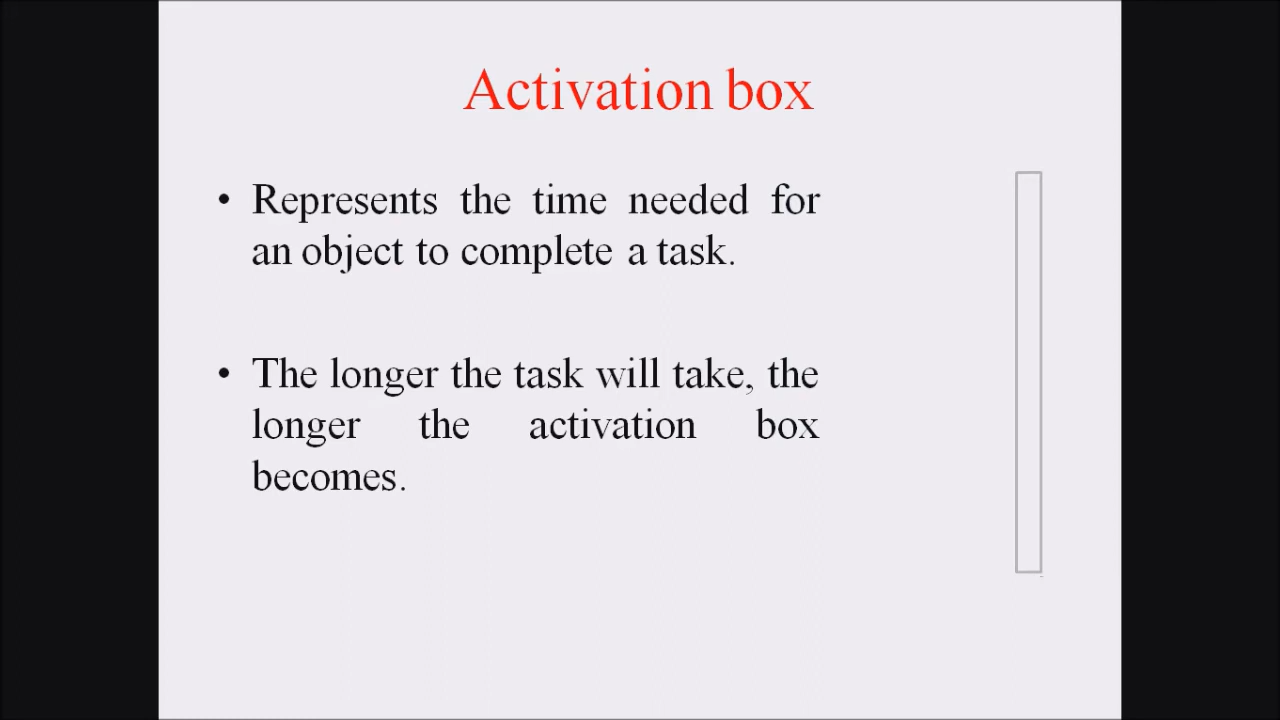 Activation box
• Represents the time needed for
an object to complete a task.
• The longer the task will take, the
longer the activation box
becomes.